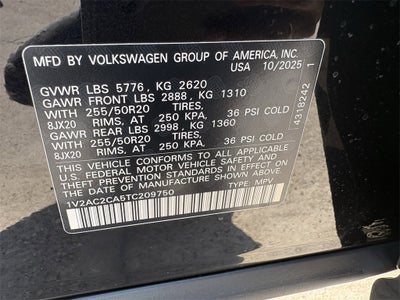 MFD BY VOLKSWAGEN GROUP OF AMERICA, INC.
USA 10/2025
GVWR LBS 5776, KG 2620
GAWR FRONT LBS 2888, KG 1310
WITH 255/50R20 TIRES,
8JX20 RIMS, AT 250 KPA, 36 PSI COLD
GAWR REAR LBS 2998, KG 1360
WITH 255/50R20 TIRES,
8JX20 RIMS, AT 250 KPA, 36 PSI COLD
THIS VEHICLE CONFORMS TO ALL APPLICABLE
FEDERAL MOTOR VEHICLE SAFETY AND
THEFT PREVENTION STANDARDS IN EFFECT ON
THE DATE OF MANUFACTURE SHOWN ABOVE.
1V2AC2CA5TC209750 TYPE: MPV
4318242 1